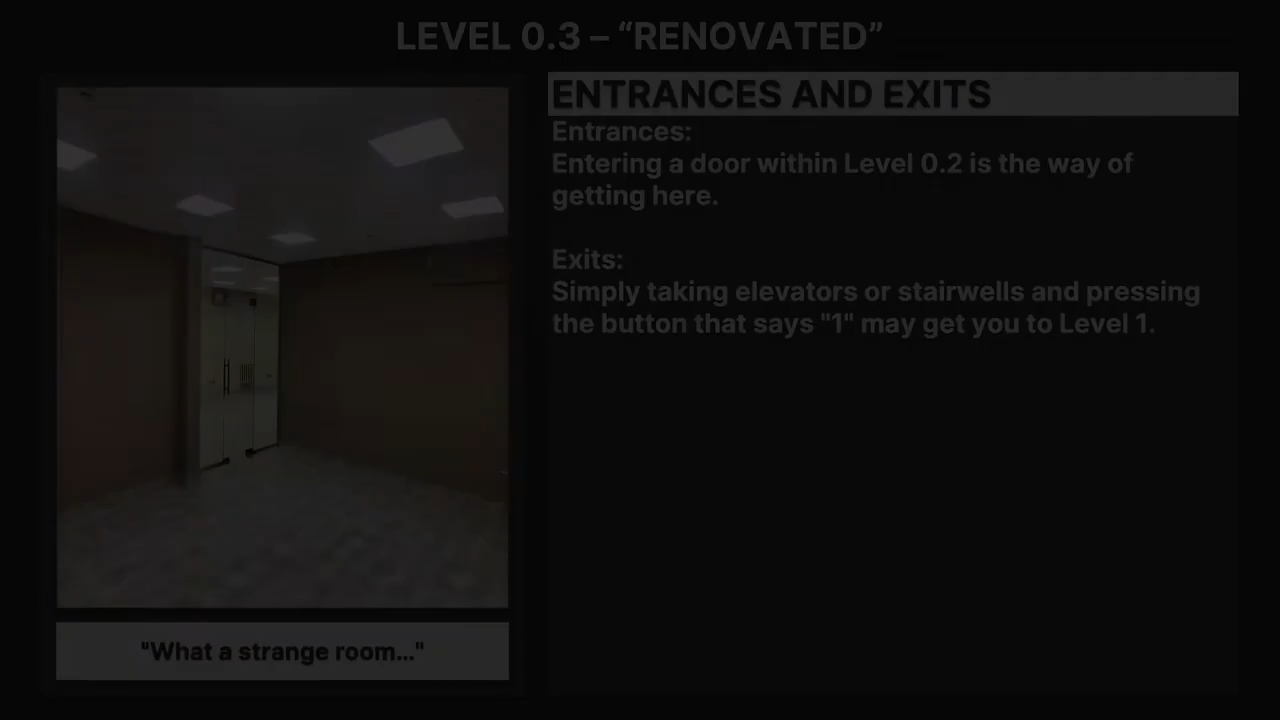 LEVEL 0.3 – “RENOVATED”
ENTRANCES AND EXITS
Entrances:
Entering a door within Level 0.2 is the way of
getting here.
Exits:
Simply taking elevators or stairwells and pressing
the button that says "1" may get you to Level 1.
"What a strange room..."